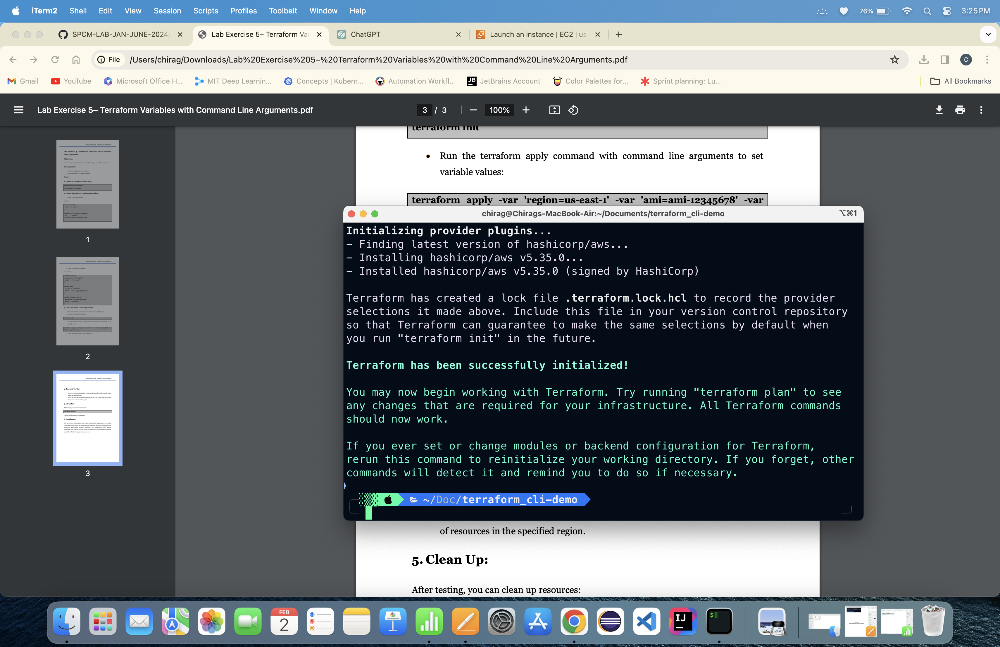 iTerm2 Shell Edit View Session Scripts Profiles Toolbelt Window Help 76% 3:25 PM
SPCM-LAB-JAN-JUNE-2024/ Lab Exercise 5– Terraform Va ChatGPT Launch an instance | EC2 | us
File /Users/chirag/Downloads/Lab%20Exercise%205–%20Terraform%20Variables%20with%20Command%20Line%20Arguments.pdf C
Gmail YouTube Microsoft Office H... MIT Deep Learnin... Concepts | Kubern... Automation Workfl... JB JetBrains Account Color Palettes for... Sprint planning: Lu... All Bookmarks
Lab Exercise 5– Terraform Variables with Command Line Arguments.pdf 3 / 3 100%
terraform init
• Run the terraform apply command with command line arguments to set
variable values:
terraform apply -var 'region=us-east-1' -var 'ami=ami-12345678' -var
chirag@Chirags-MacBook-Air:~/Documents/terraform_cli-demo ⌥⌘1
Initializing provider plugins...
- Finding latest version of hashicorp/aws...
- Installing hashicorp/aws v5.35.0...
- Installed hashicorp/aws v5.35.0 (signed by HashiCorp)
Terraform has created a lock file .terraform.lock.hcl to record the provider
selections it made above. Include this file in your version control repository
so that Terraform can guarantee to make the same selections by default when
you run "terraform init" in the future.
Terraform has been successfully initialized!
You may now begin working with Terraform. Try running "terraform plan" to see
any changes that are required for your infrastructure. All Terraform commands
should now work.
If you ever set or change modules or backend configuration for Terraform,
rerun this command to reinitialize your working directory. If you forget, other
commands will detect it and remind you to do so if necessary.
~/Doc/terraform_cli-demo
of resources in the specified region.
5. Clean Up:
After testing, you can clean up resources:
1
2
3
FEB
2
IJ
$